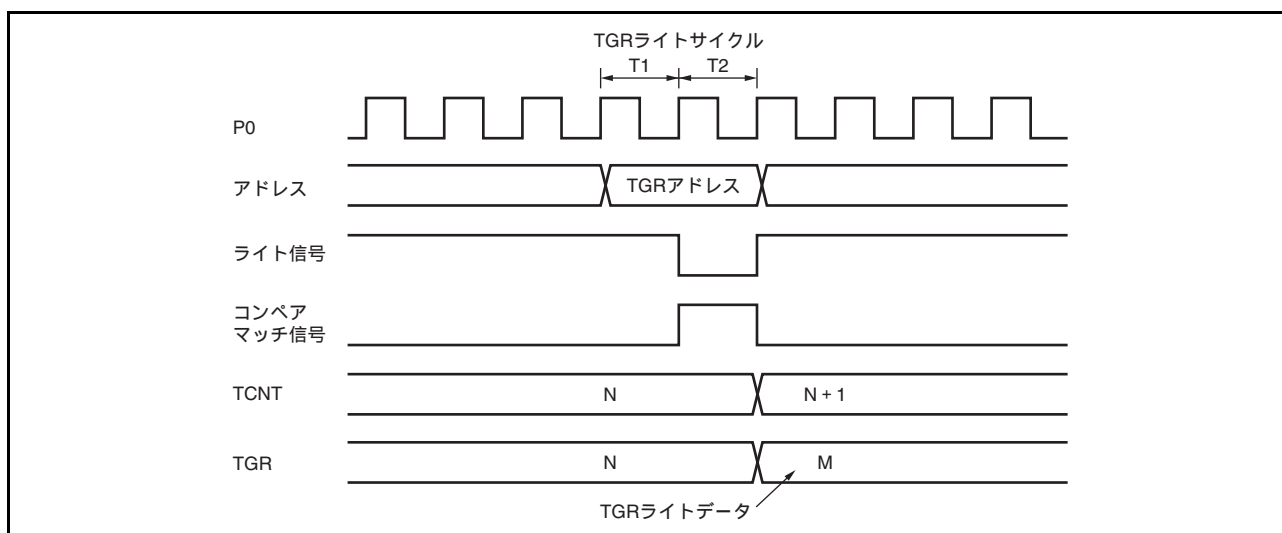 TGRライトサイクル
T1 T2
P0
アドレス TGRアドレス
ライト信号
コンペア
マッチ信号
TCNT N N + 1
TGR N M
TGRライトデータ